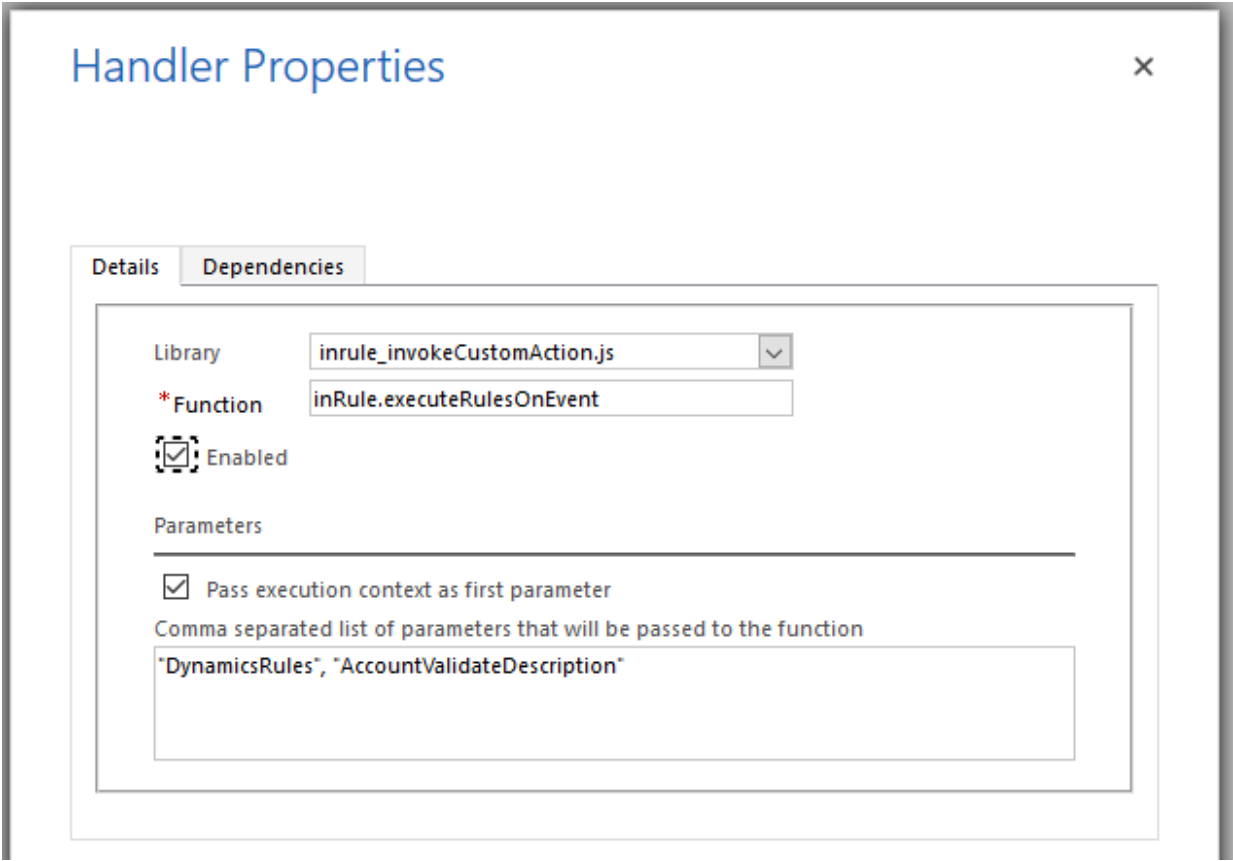 Handler Properties
Details
Dependencies
Library
inrule_invokeCustomAction.js
*Function
inRule.executeRulesOnEvent
Enabled
Parameters
Pass execution context as first parameter
Comma separated list of parameters that will be passed to the function
"DynamicsRules", "AccountValidateDescription"